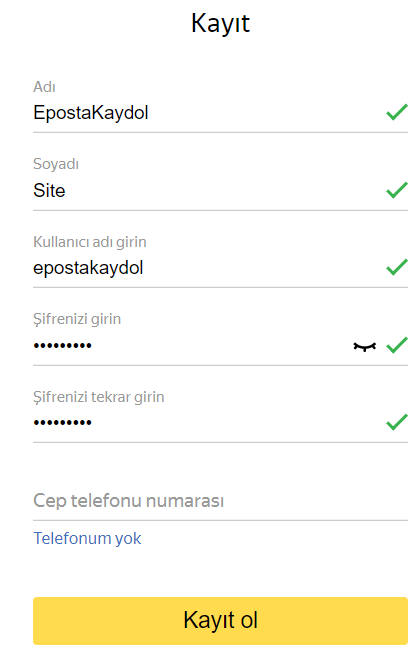 Kayıt
Adı
EpostaKaydol
Soyadı
Site
Kullanıcı adı girin
epostakaydol
Şifrenizi girin
•••••••••
Şifrenizi tekrar girin
•••••••••
Cep telefonu numarası
Telefonum yok
Kayıt ol